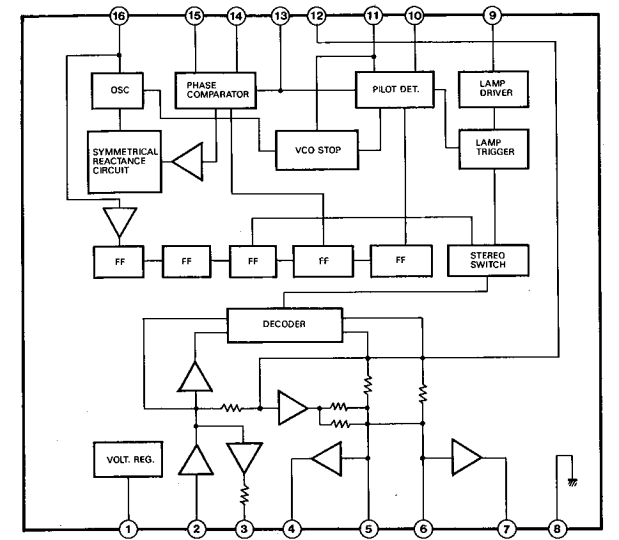 16 15 14 13 12 11 10 9
OSC
PHASE
COMPARATOR
PILOT DET.
LAMP
DRIVER
SYMMETRICAL
REACTANCE
CIRCUIT
VCO STOP
LAMP
TRIGGER
FF FF FF fF FF
STEREO
SWITCH
DECODER
VOLT. REG.
1 2 3 4 5 6 7 8